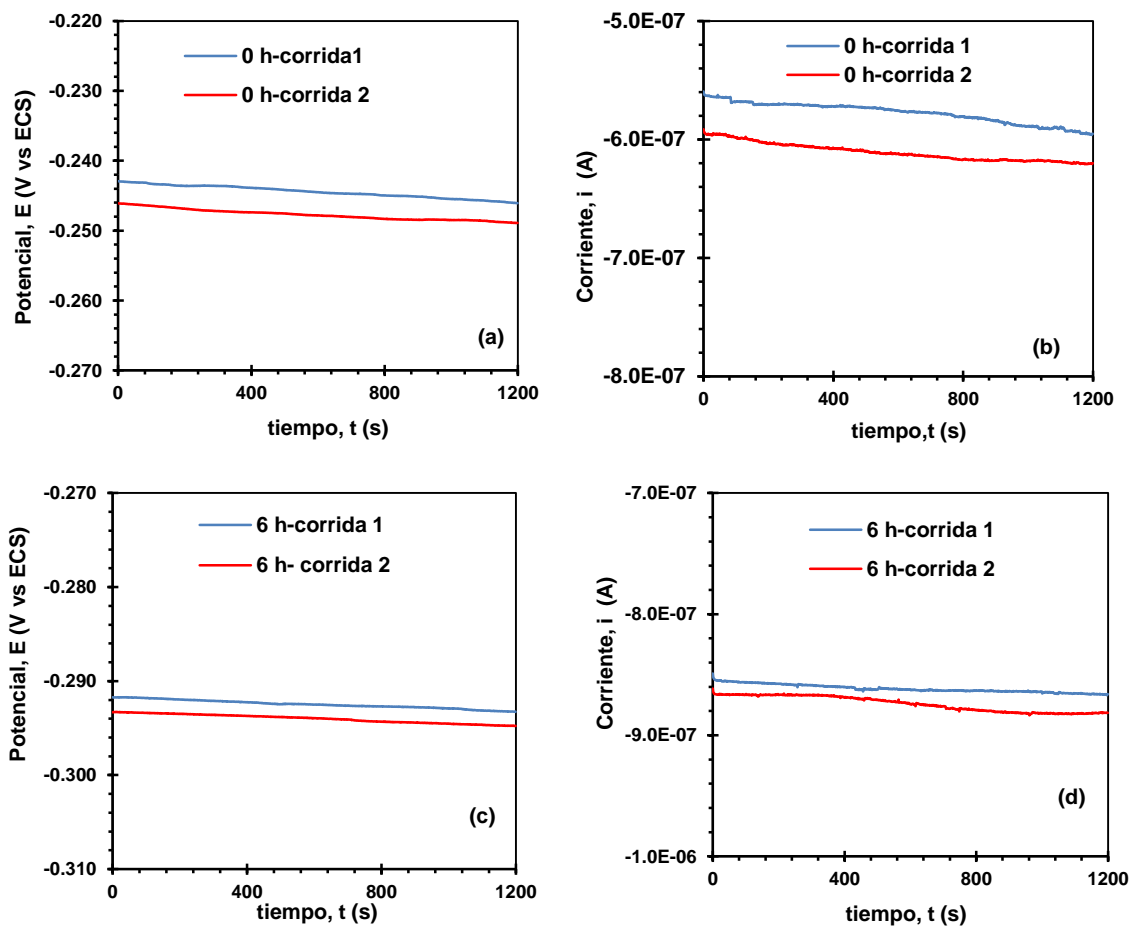 -0.220
-0.230
-0.240
-0.250
-0.260
-0.270
0
400
800
1200
Potencial, E (V vs ECS)
tiempo, t (s)
0 h-corrida1
0 h-corrida 2
(a)
-5.0E-07
-6.0E-07
-7.0E-07
-8.0E-07
0
400
800
1200
Corriente, i (A)
tiempo,t (s)
0 h-corrida 1
0 h-corrida 2
(b)
-0.270
-0.280
-0.290
-0.300
-0.310
0
400
800
1200
Potencial, E (V vs ECS)
tiempo, t (s)
6 h-corrida 1
6 h- corrida 2
(c)
-7.0E-07
-8.0E-07
-9.0E-07
-1.0E-06
0
400
800
1200
Corriente, i (A)
tiempo, t (s)
6 h-corrida 1
6 h-corrida 2
(d)